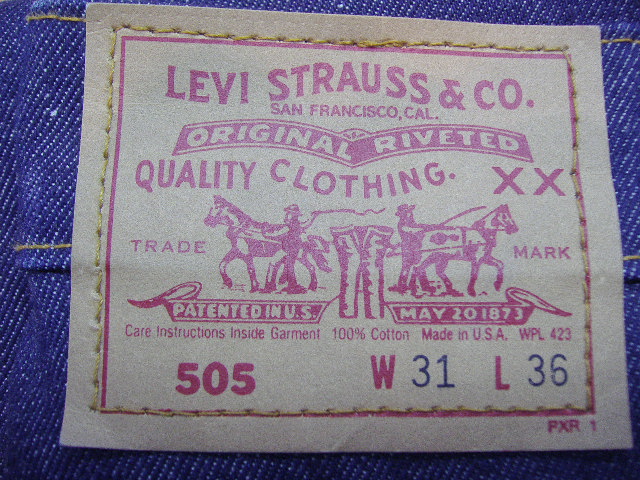 LEVI STRAUSS & CO.
SAN FRANCISCO, CAL.
ORIGINAL RIVETED
QUALITY CLOTHING. XX
TRADE MARK
PATENTED IN U.S. MAY 20 1873
Care Instructions Inside Garment 100% Cotton Made in U.S.A. WPL 423
505 W 31 L 36
PXR 1